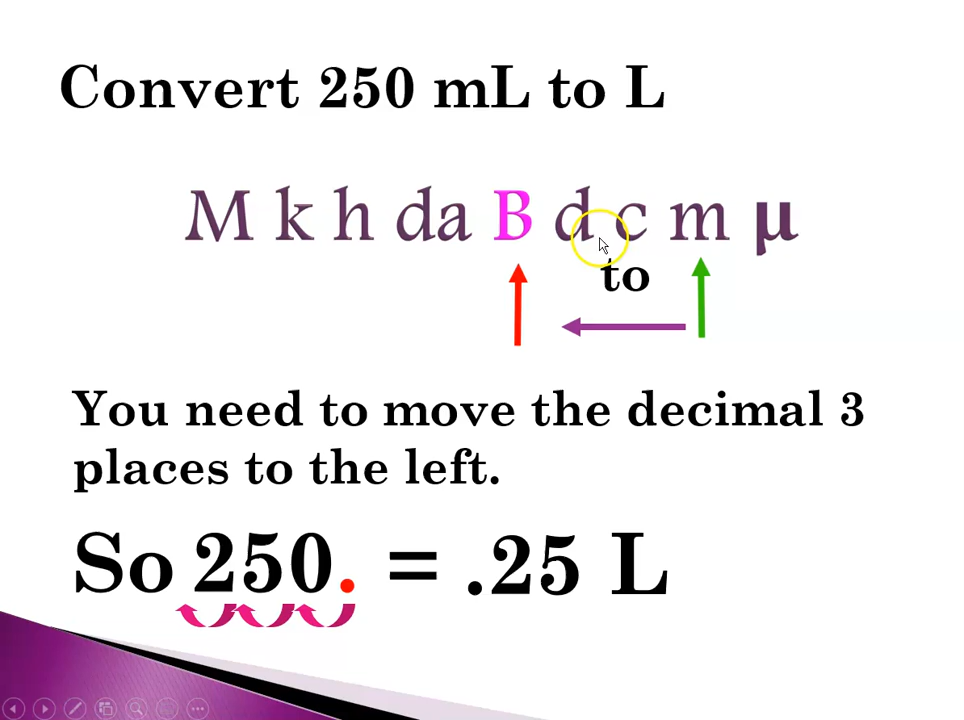 Convert 250 mL to L
M k h da B d c m µ
to
You need to move the decimal 3
places to the left.
So 250. = .25 L